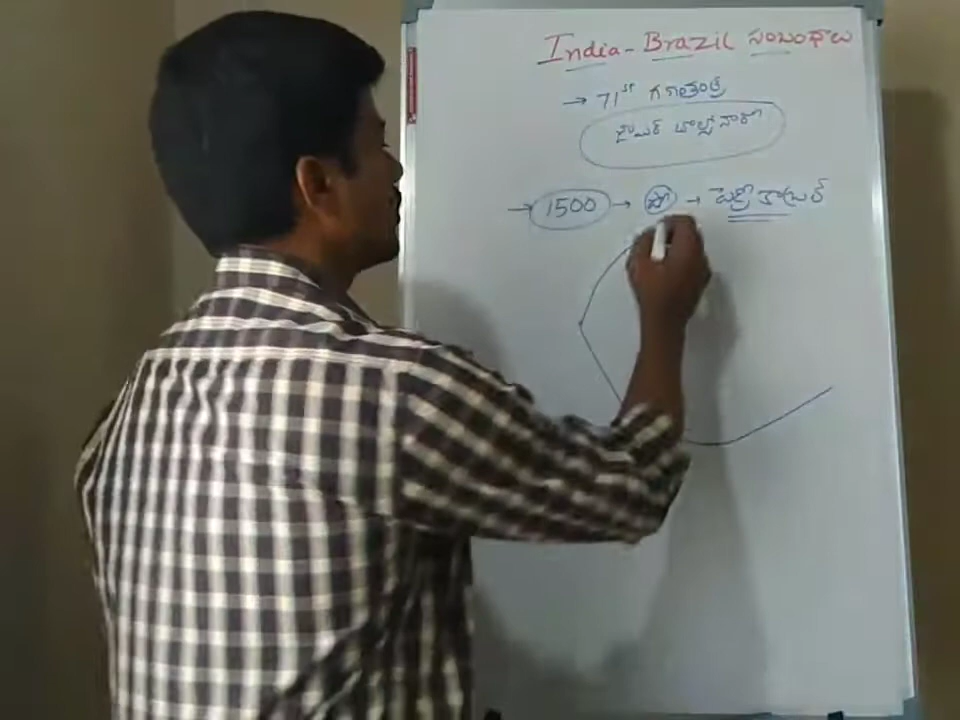 India - Brazil సంబంధాలు
→ 71st గణతంత్ర
జైయిర్ బోల్సొనారో
→ 1500 → పో → పెడ్రో కాబ్రల్